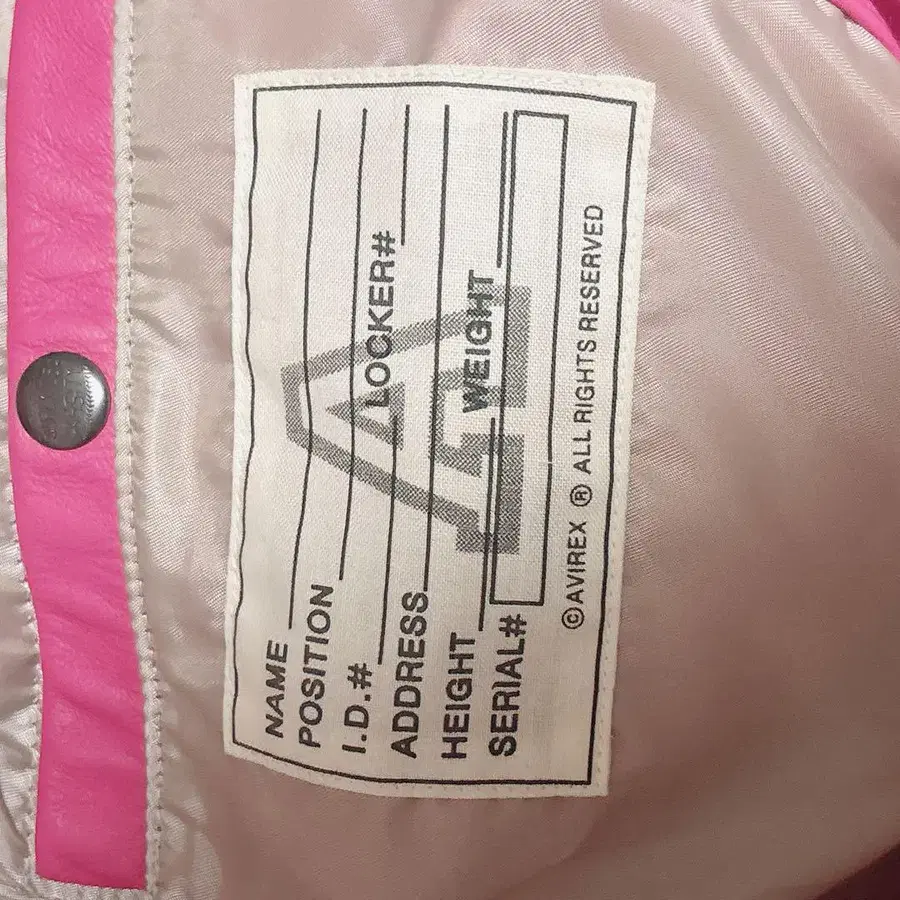 NAME
POSITION
I.D.# LOCKER#
ADDRESS
HEIGHT WEIGHT
SERIAL#
© AVIREX ® ALL RIGHTS RESERVED